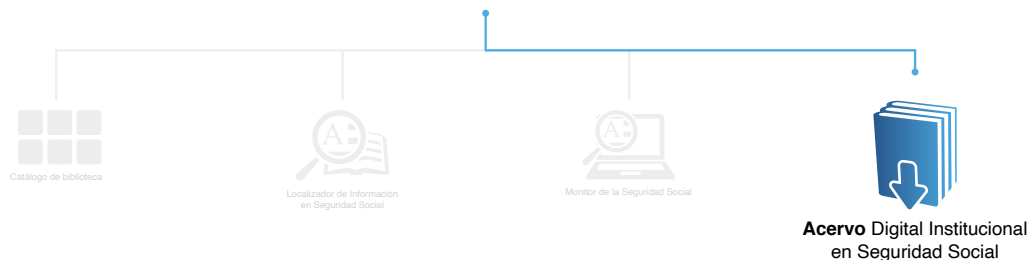 Catálogo de biblioteca
Localizador de Información
en Seguridad Social
Monitor de la Seguridad Social
Acervo Digital Institucional
en Seguridad Social